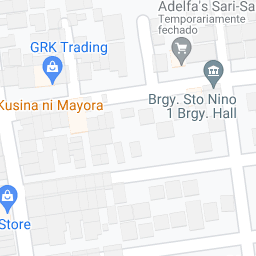 Adelfa's Sari-Sa
Temporariamente
fechado
GRK Trading
Kusina ni Mayora
Brgy. Sto Nino
1 Brgy. Hall
Store